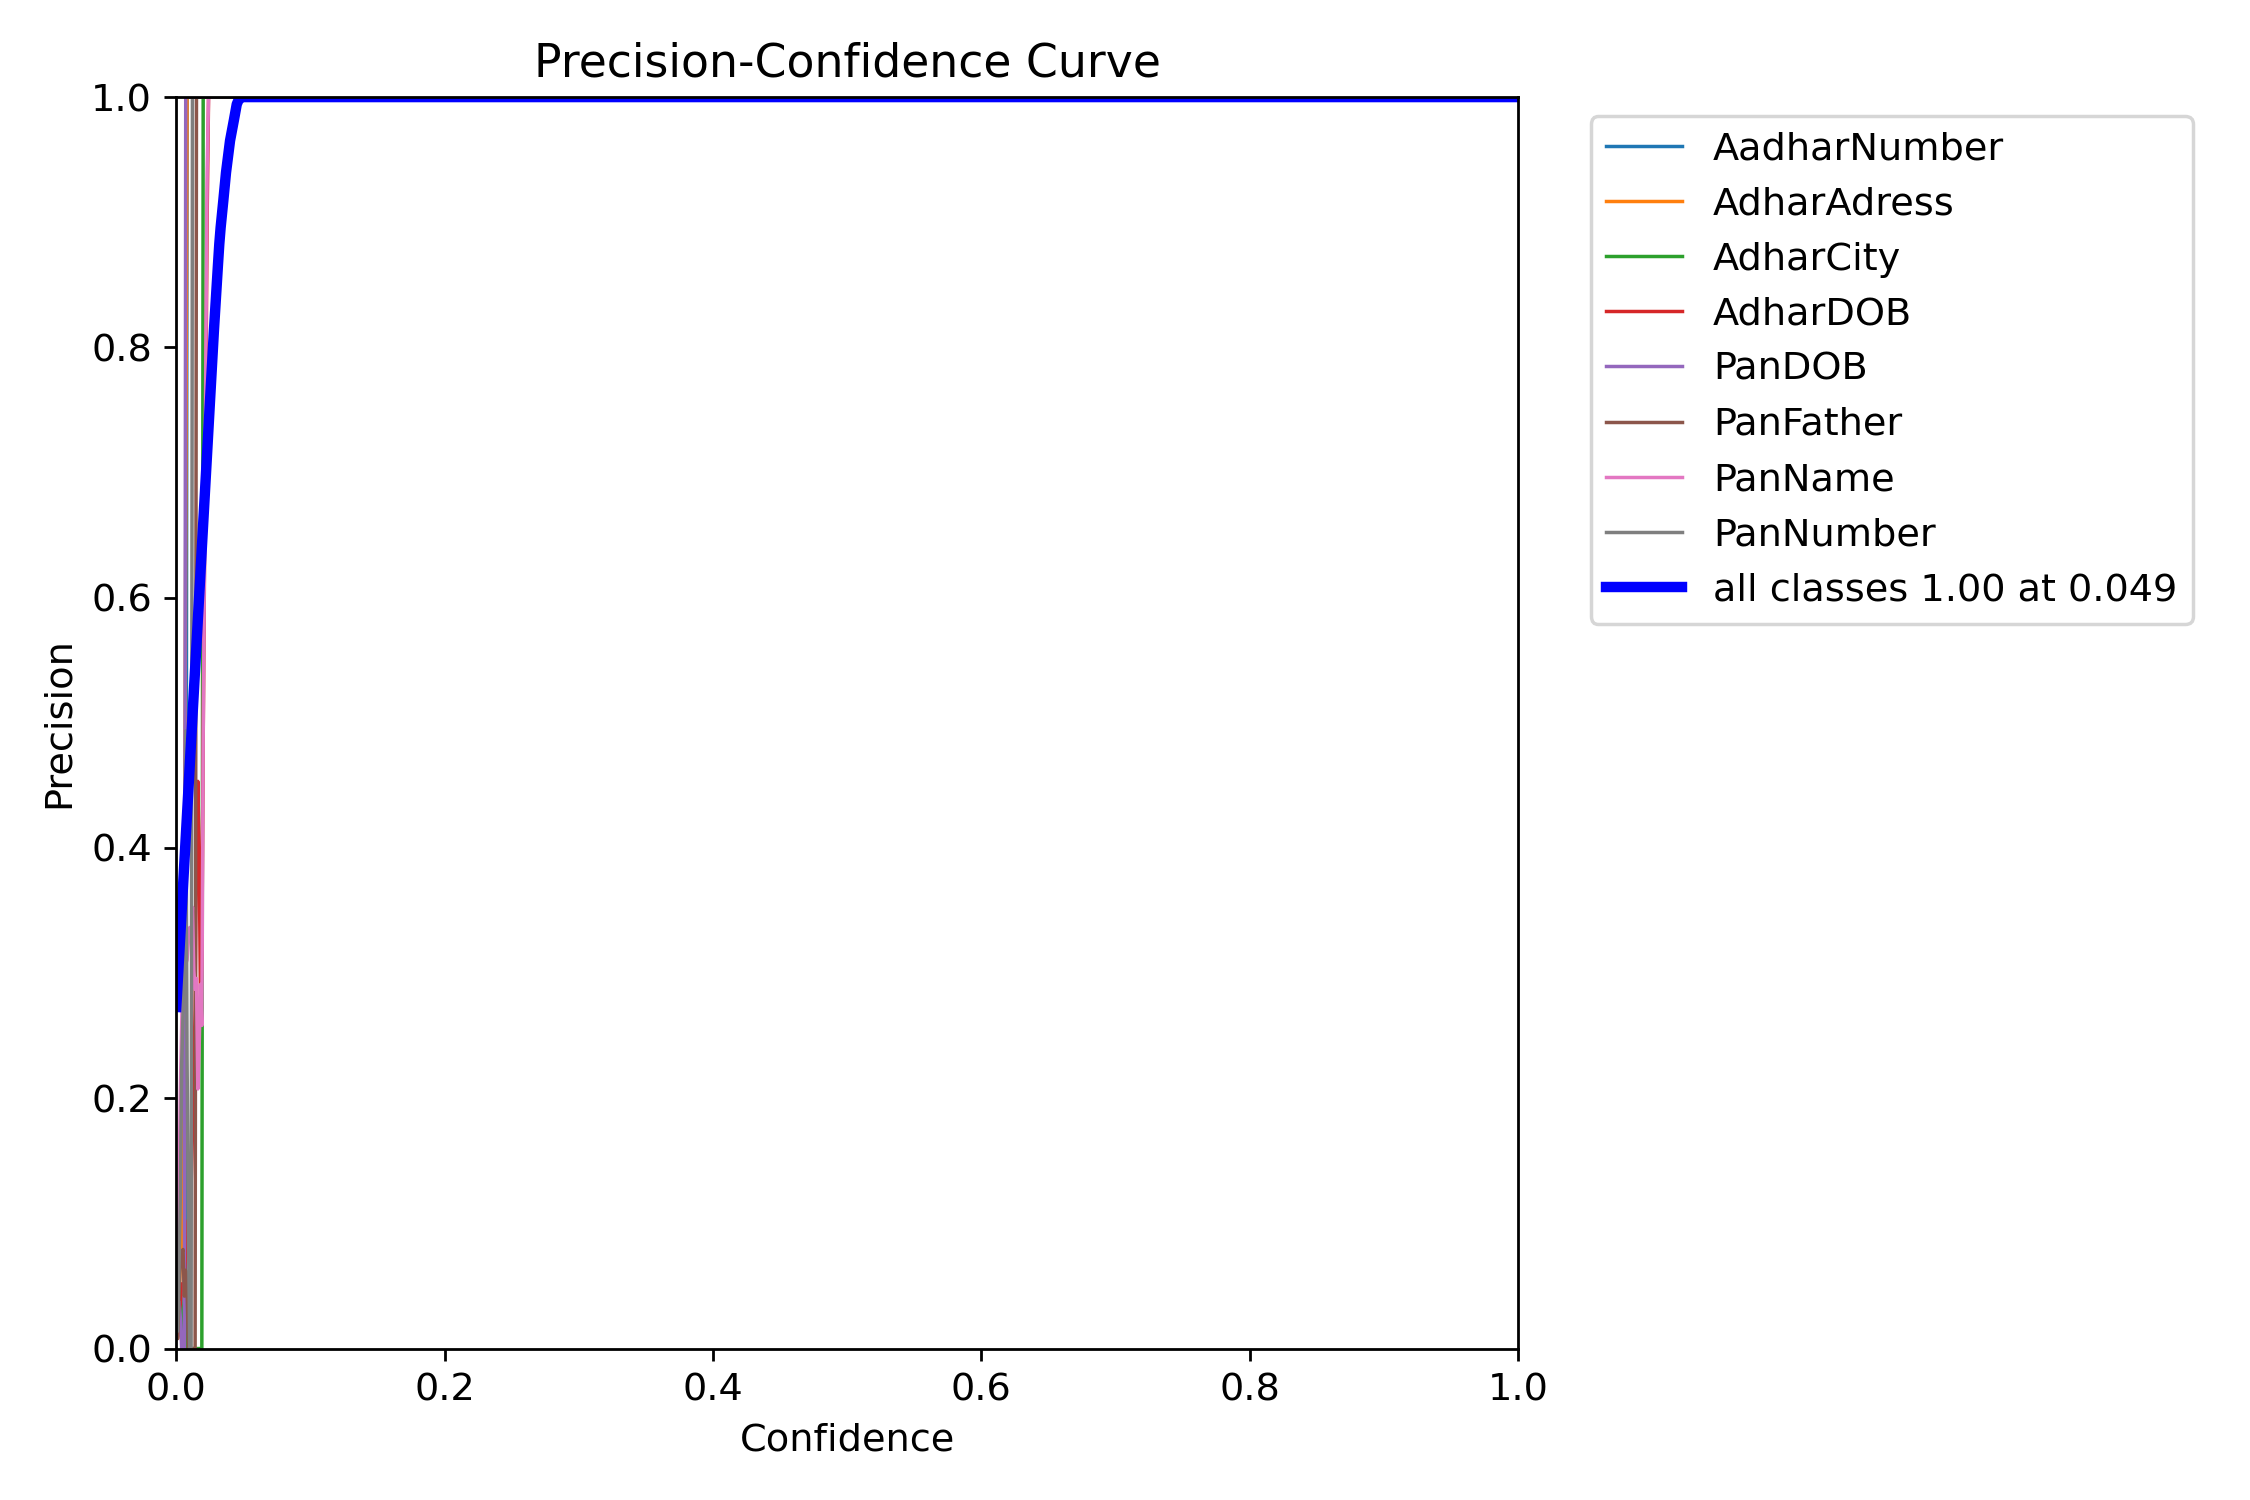 Precision-Confidence Curve
1.0
0.8
0.6
0.4
0.2
0.0
Precision
0.0 0.2 0.4 0.6 0.8 1.0
Confidence
AadharNumber
AdharAdress
AdharCity
AdharDOB
PanDOB
PanFather
PanName
PanNumber
all classes 1.00 at 0.049